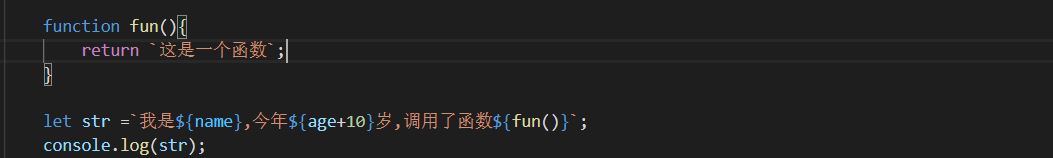 function fun(){
    return `这是一个函数`;
}
let str =`我是${name},今年${age+10}岁,调用了函数${fun()}`;
console.log(str);